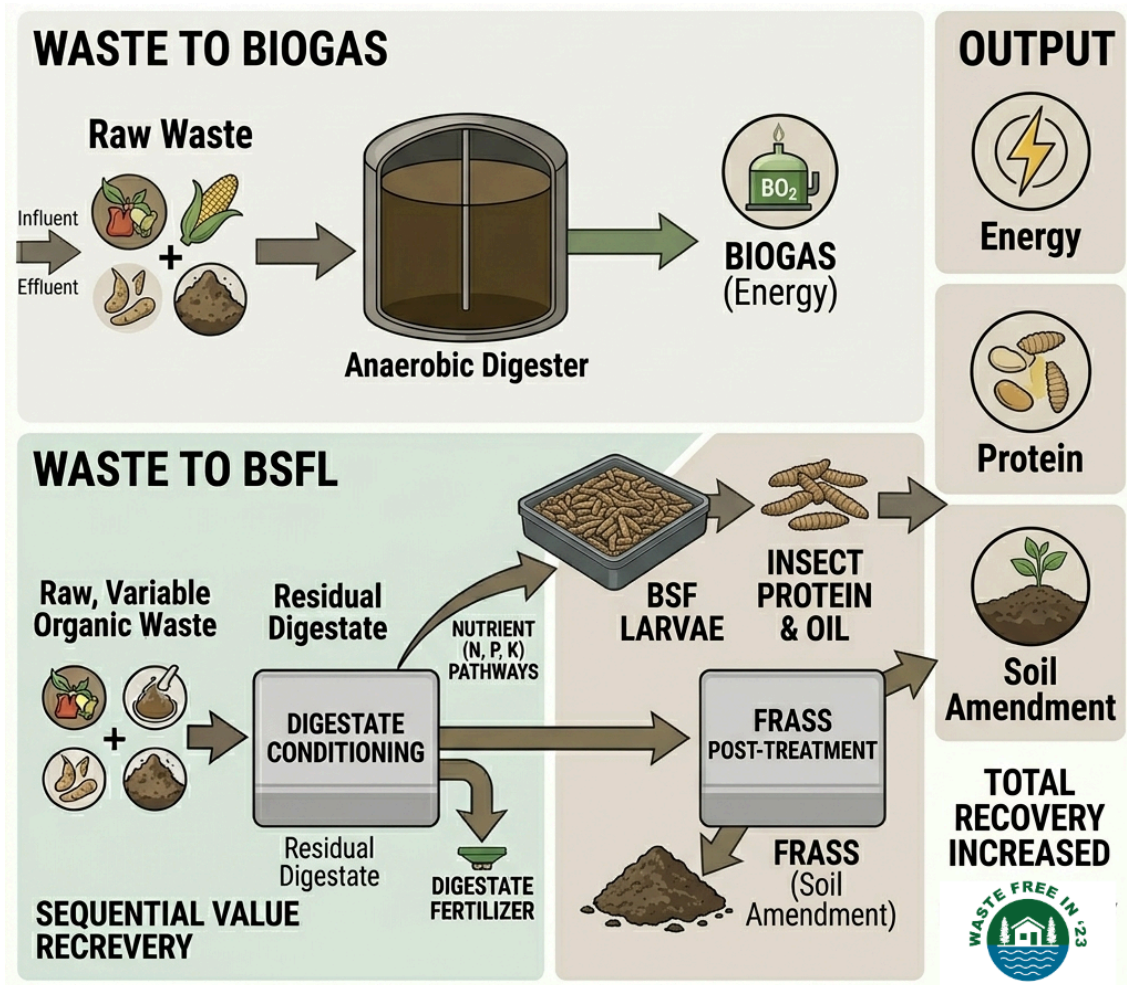 WASTE TO BIOGAS
Raw Waste
Influent
Effluent
+
Anaerobic Digester
BO₂
BIOGAS
(Energy)
OUTPUT
Energy
Protein
Soil
Amendment
TOTAL
RECOVERY
INCREASED
WASTE FREE IN '23
WASTE TO BSFL
Raw, Variable
Organic Waste
+
Residual
Digestate
DIGESTATE
CONDITIONING
Residual
Digestate
NUTRIENT
(N, P, K)
PATHWAYS
DIGESTATE
FERTILIZER
SEQUENTIAL VALUE
RECREVERY
BSF
LARVAE
INSECT
PROTEIN
& OIL
FRASS
POST-TREATMENT
FRASS
(Soil
Amendment)